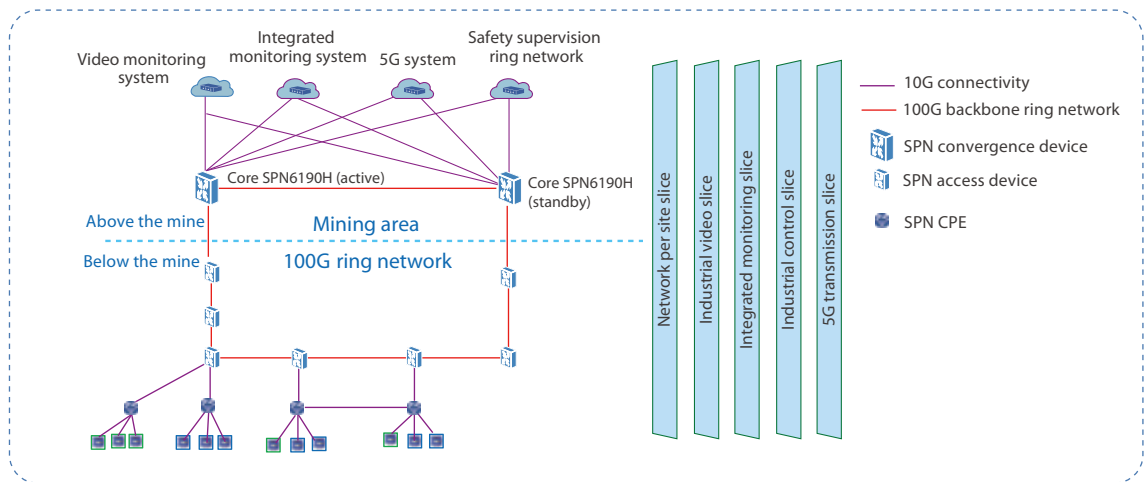 Video monitoring
system
Integrated
monitoring system
5G system
Safety supervision
ring network
Core SPN6190H (active)
Core SPN6190H
(standby)
Above the mine
Mining area
Below the mine
100G ring network
Network per site slice
Industrial video slice
Integrated monitoring slice
Industrial control slice
5G transmission slice
10G connectivity
100G backbone ring network
SPN convergence device
SPN access device
SPN CPE